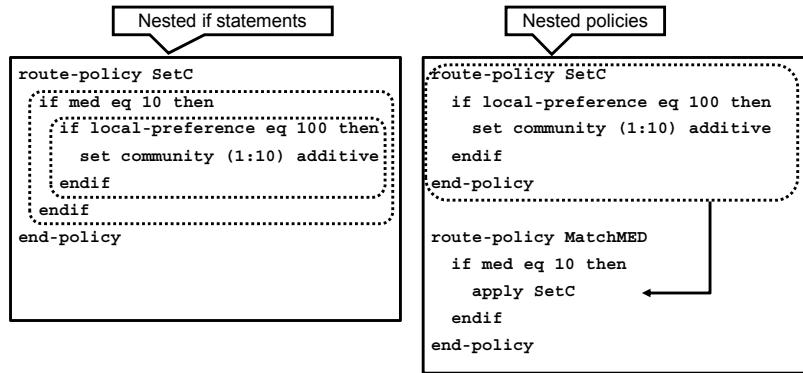 Nested if statements
route-policy SetC
if med eq 10 then
if local-preference eq 100 then
set community (1:10) additive
endif
endif
end-policy
Nested policies
route-policy SetC
if local-preference eq 100 then
set community (1:10) additive
endif
end-policy
route-policy MatchMED
if med eq 10 then
apply SetC
endif
end-policy